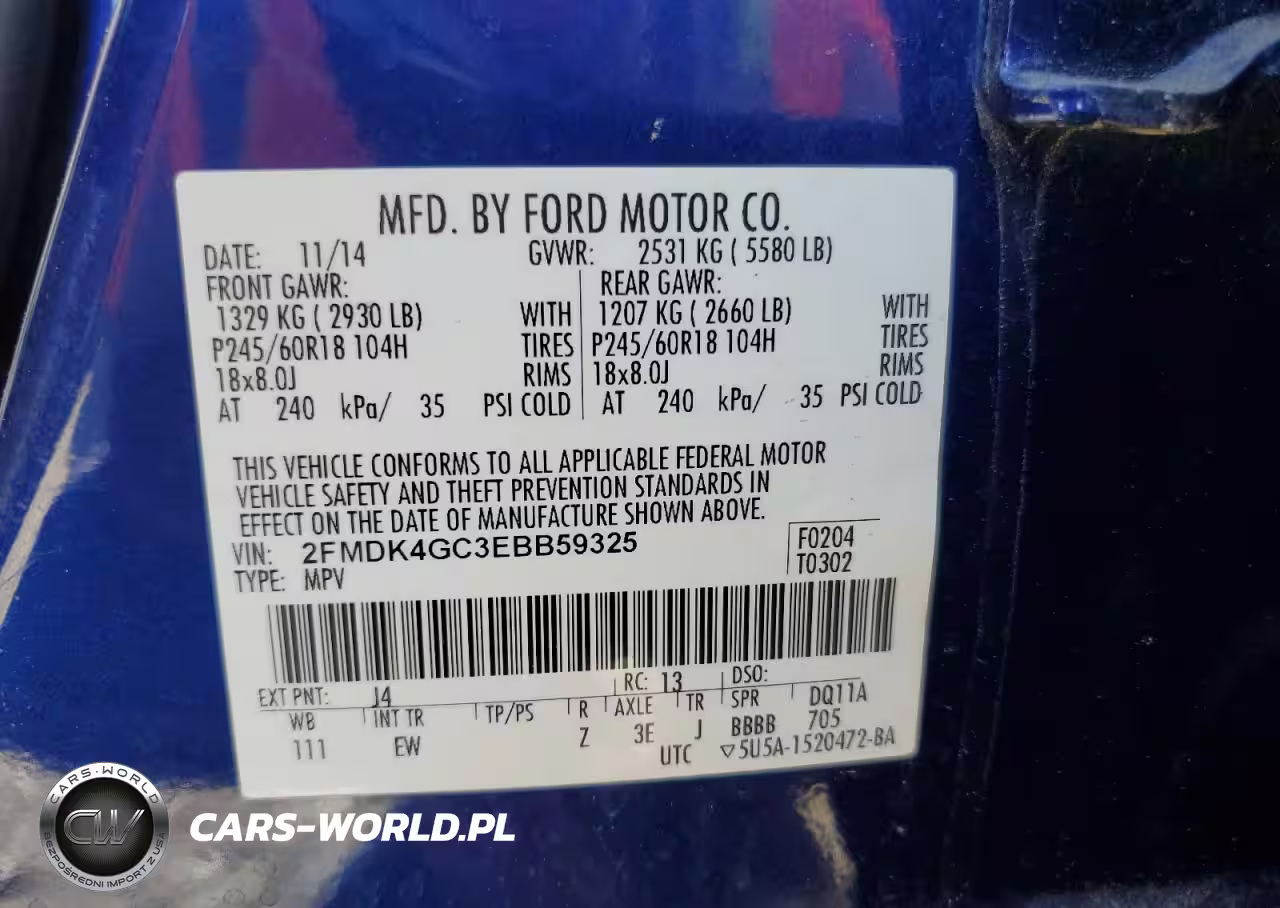 MFD. BY FORD MOTOR CO.
DATE: 11/14 GVWR: 2531 KG ( 5580 LB)
FRONT GAWR: REAR GAWR:
1329 KG ( 2930 LB) WITH 1207 KG ( 2660 LB) WITH
P245/60R18 104H TIRES P245/60R18 104H TIRES
18x8.0J RIMS 18x8.0J RIMS
AT 240 kPa/ 35 PSI COLD AT 240 kPa/ 35 PSI COLD
THIS VEHICLE CONFORMS TO ALL APPLICABLE FEDERAL MOTOR
VEHICLE SAFETY AND THEFT PREVENTION STANDARDS IN
EFFECT ON THE DATE OF MANUFACTURE SHOWN ABOVE.
VIN: 2FMDK4GC3EBB59325 F0204
TYPE: MPV T0302
EXT PNT: J4 RC: 13 DSO:
WB INT TR TP/PS R AXLE TR SPR DQ11A
111 EW Z 3E J BBBB 705
UTC ▽5U5A-1520472-BA
CARS-WORLD
CW
BEZPOŚREDNI IMPORT Z USA
CARS-WORLD.PL